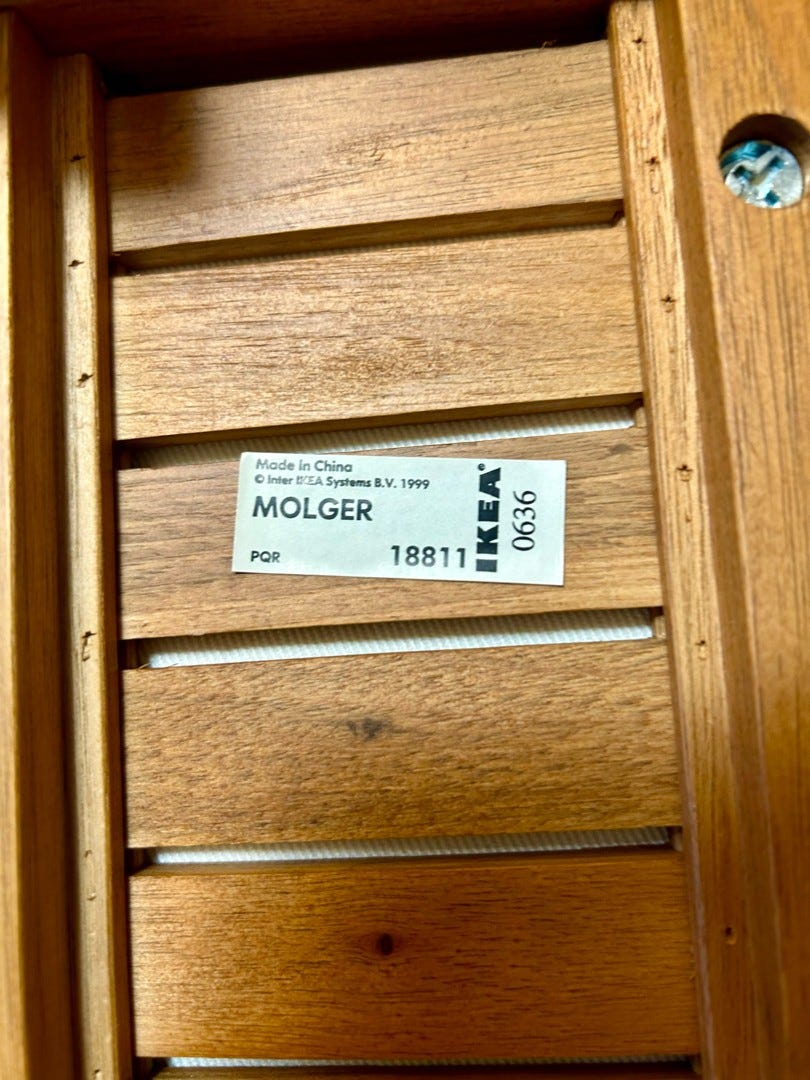 Made in China
© Inter IKEA Systems B.V. 1999
MOLGER
PQR 18811
IKEA®
0636